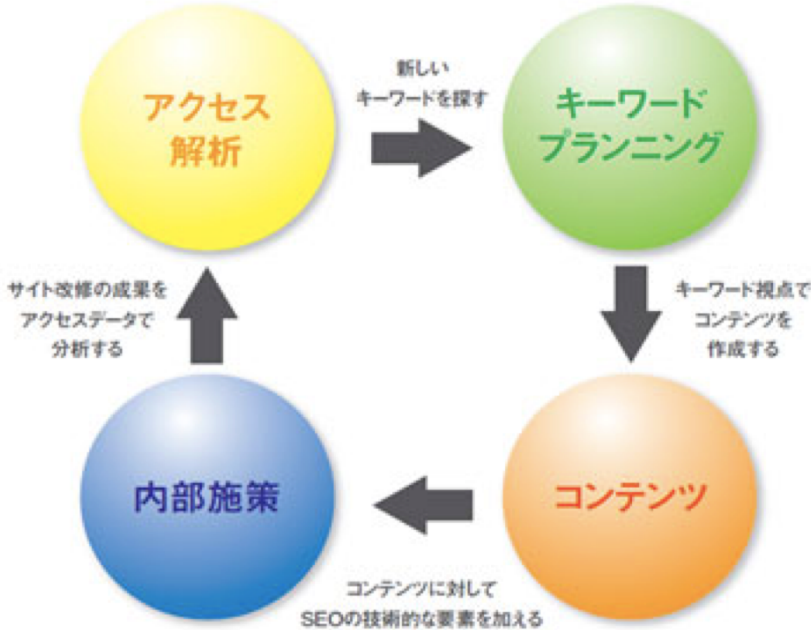 アクセス
解析
新しい
キーワードを探す
キーワード
プランニング
キーワード視点で
コンテンツを
作成する
コンテンツ
コンテンツに対して
SEOの技術的な要素を加える
内部施策
サイト改修の成果を
アクセスデータで
分析する